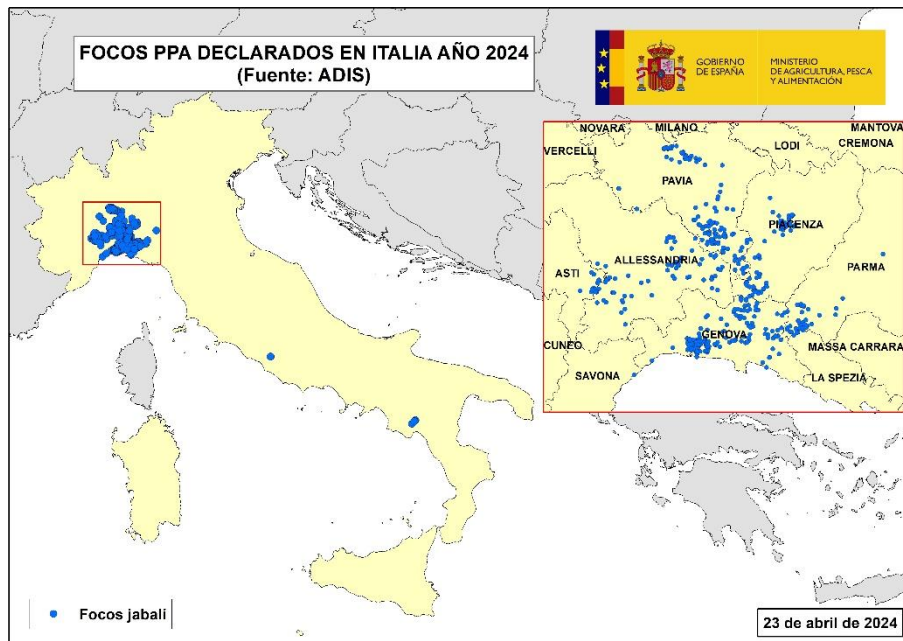 FOCOS PPA DECLARADOS EN ITALIA AÑO 2024
(Fuente: ADIS)
GOBIERNO
DE ESPAÑA
MINISTERIO
DE AGRICULTURA, PESCA
Y ALIMENTACIÓN
NOVARA
MILANO
MANTOVA
VERCELLI
LODI
CREMONA
PAVIA
PIACENZA
ASTI
ALLESSANDRIA
PARMA
GENOVA
CUNEO
MASSA CARRARA
SAVONA
LA SPEZIA
Focos jabalí
23 de abril de 2024